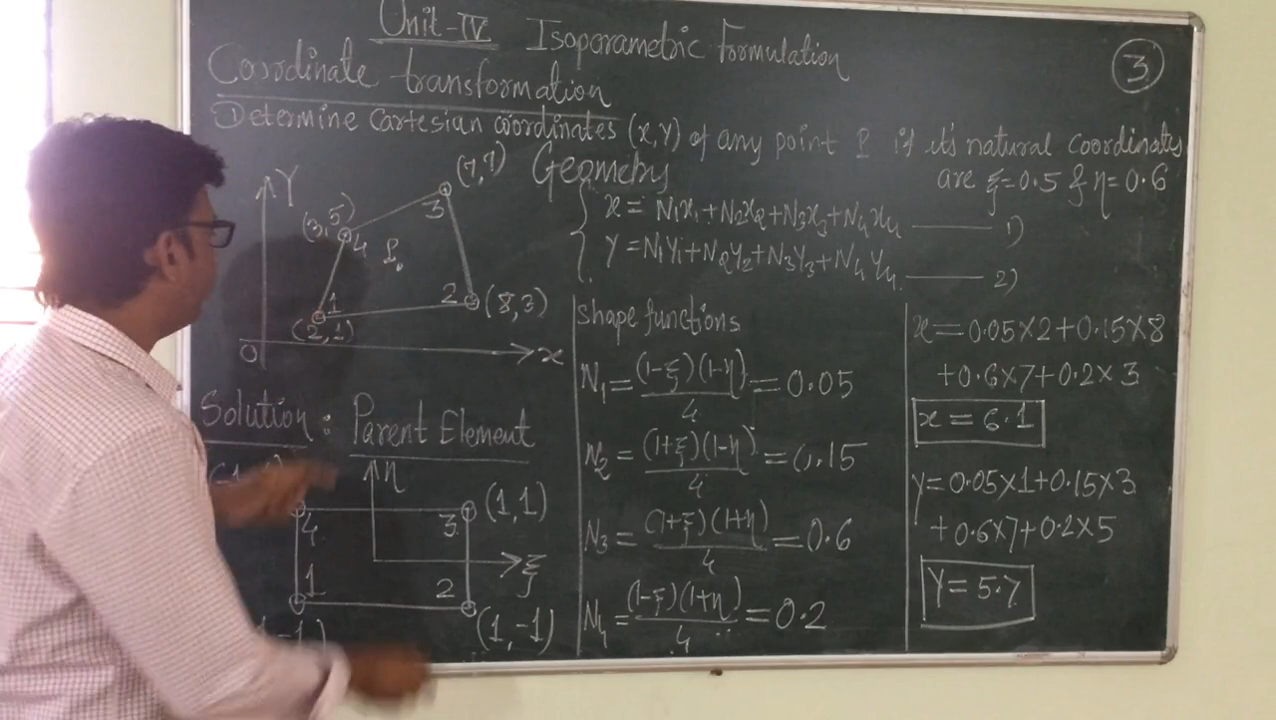 Unit-IV Isoparametric Formulation
3
Coordinate transformation
Determine Cartesian coordinates (x,Y) of any point P if it's natural coordinates
are ξ=0.5 & η=0.6
Y
(3,5)
4
(7,7)
3
P
1
(2,1)
2 (8,3)
0
x
Geometry
x = N1x1+N2x2+N3x3+N4x4 —— 1)
Y = N1Y1+N2Y2+N3Y3+N4Y4 —— 2)
Solution: Parent Element
η
4
3 (1,1)
ξ
1
2
(1,-1)
shape functions
N1 = (1-ξ)(1-η)/4 = 0.05
N2 = (1+ξ)(1-η)/4 = 0.15
N3 = (1+ξ)(1+η)/4 = 0.6
N4 = (1-ξ)(1+η)/4 = 0.2
x = 0.05×2+0.15×8
+0.6×7+0.2×3
x = 6.1
Y = 0.05×1+0.15×3
+0.6×7+0.2×5
Y = 5.7